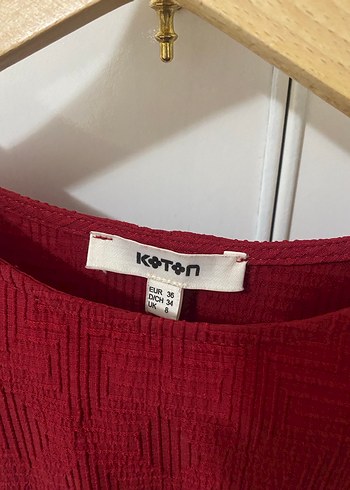 KOTON
EUR 36
D/CH 34
UK 8